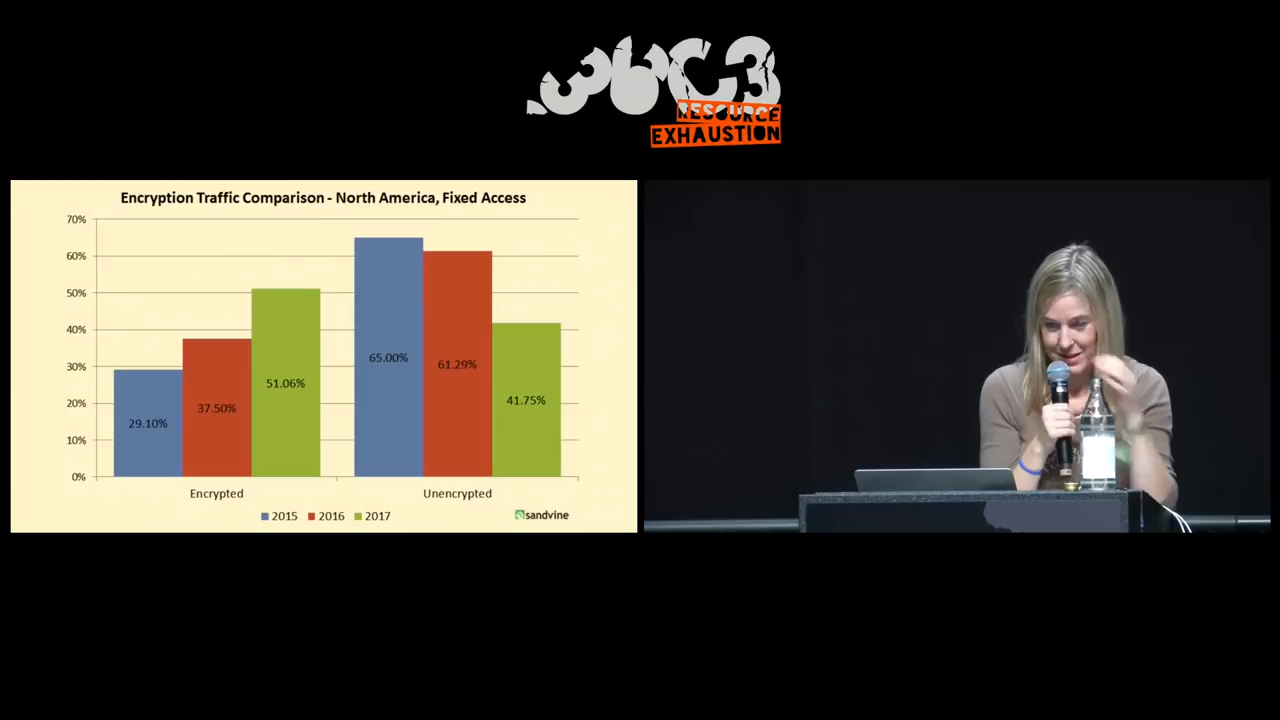 36C3
RESOURCE
EXHAUSTION
Encryption Traffic Comparison - North America, Fixed Access
70%
60%
50%
40%
30%
20%
10%
0%
29.10%
37.50%
51.06%
65.00%
61.29%
41.75%
Encrypted
Unencrypted
2015
2016
2017
sandvine